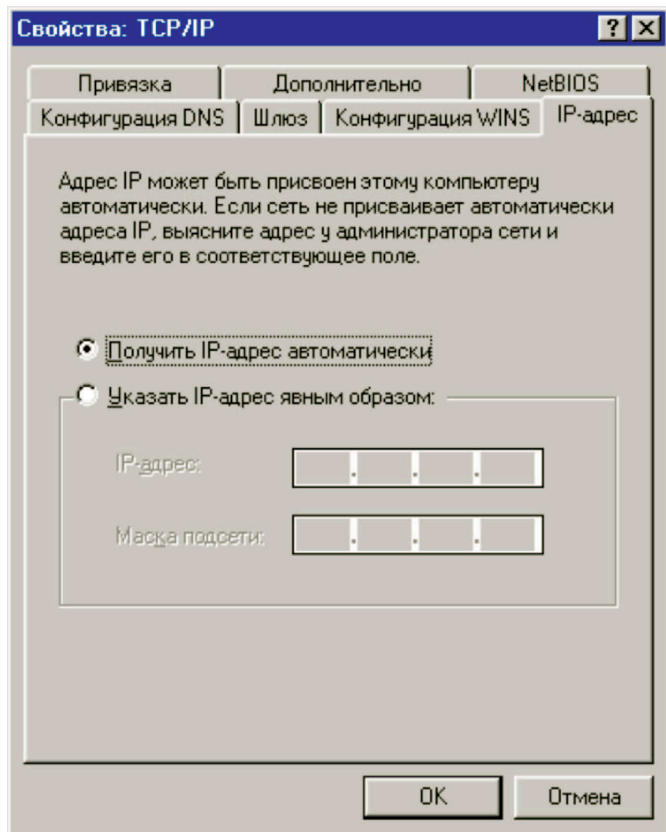 Свойства: TCP/IP
Привязка Дополнительно NetBIOS
Конфигурация DNS Шлюз Конфигурация WINS IP-адрес
Адрес IP может быть присвоен этому компьютеру
автоматически. Если сеть не присваивает автоматически
адреса IP, выясните адрес у администратора сети и
введите его в соответствующее поле.
Получить IP-адрес автоматически
Указать IP-адрес явным образом:
IP-адрес:
Маска подсети:
OK Отмена